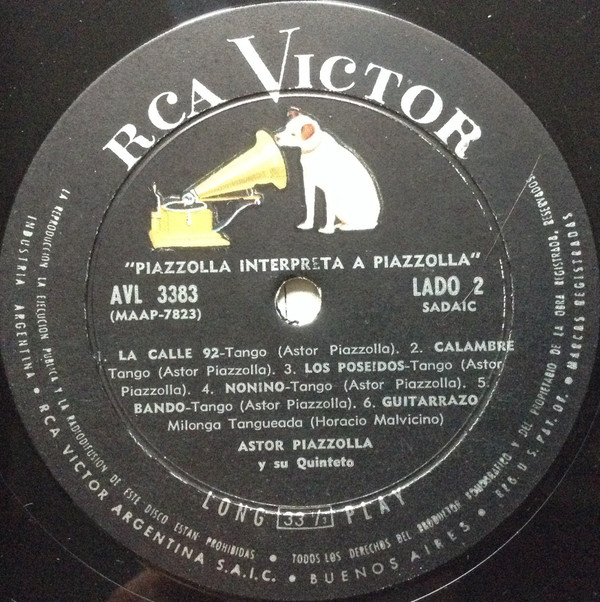 RCA VICTOR
"PIAZZOLLA INTERPRETA A PIAZZOLLA"
AVL 3383
(MAAP-7823)
LADO 2
SADAIC
1. LA CALLE 92-Tango (Astor Piazzolla). 2. CALAMBRE
Tango (Astor Piazzolla). 3. LOS POSEIDOS-Tango (Astor
Piazzolla). 4. NONINO-Tango (Astor Piazzolla). 5.
BANDO-Tango (Astor Piazzolla). 6. GUITARRAZO
Milonga Tangueada (Horacio Malvicino)
ASTOR PIAZZOLLA
y su Quinteto
LONG 33 1/3 PLAY
LA REPRODUCCION LA EJECUCION PUBLICA Y LA RADIODIFUSION DE ESTE DISCO ESTAN PROHIBIDAS • TODOS LOS DERECHOS DEL PRODUCTOR FONOGRAFICO Y DEL PROPIETARIO DE LA OBRA REGISTRADA, RESERVADOS
INDUSTRIA ARGENTINA • RCA VICTOR ARGENTINA S.A.I.C. • BUENOS AIRES • REG. U.S. PAT. OF. • MARCAS REGISTRADAS